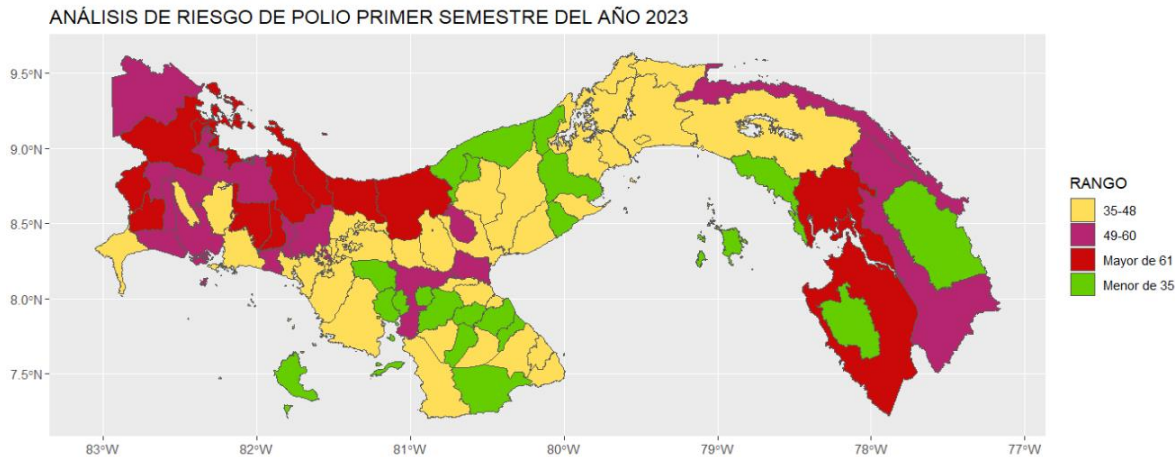 ANÁLISIS DE RIESGO DE POLIO PRIMER SEMESTRE DEL AÑO 2023
9.5°N
9.0°N
8.5°N
8.0°N
7.5°N
83°W 82°W 81°W 80°W 79°W 78°W 77°W
RANGO
35-48
49-60
Mayor de 61
Menor de 35